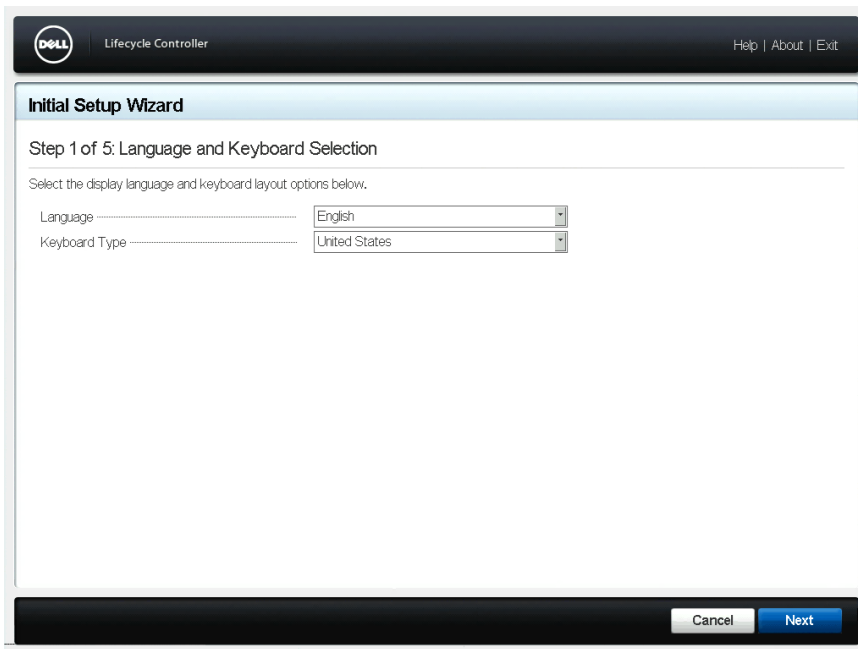 DELL
Lifecycle Controller
Help | About | Exit
Initial Setup Wizard
Step 1 of 5: Language and Keyboard Selection
Select the display language and keyboard layout options below.
Language English
Keyboard Type United States
Cancel Next